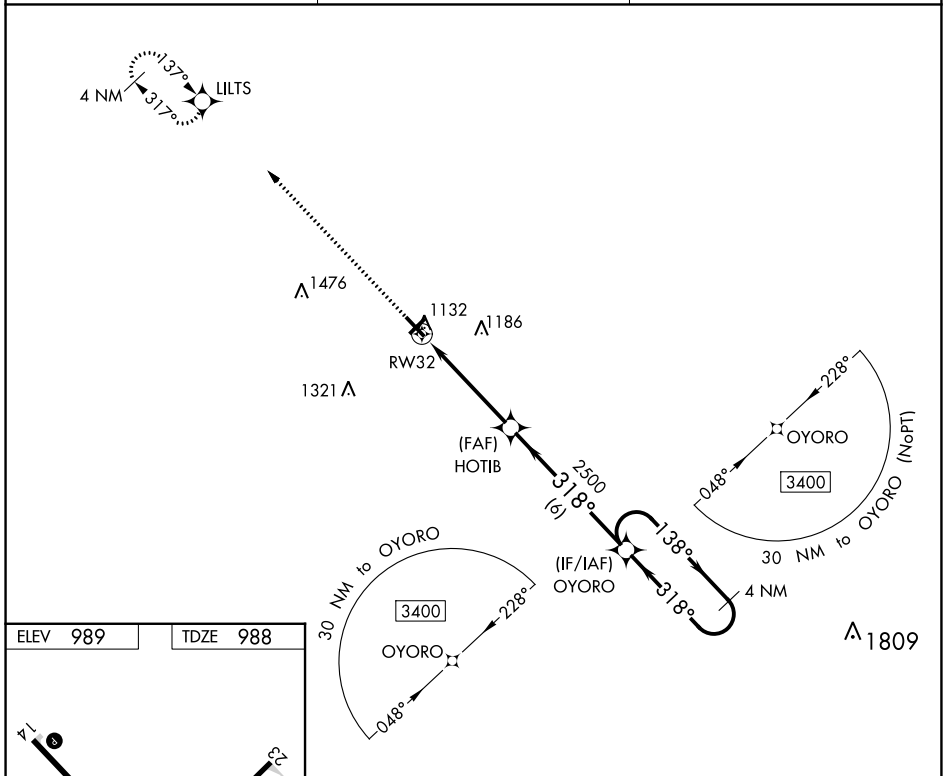 137°
LILTS
4 NM
317°
1476
1132
1186
RW32
1321
228°
(FAF)
HOTIB
OYORO
2500
318°
(6)
048°
3400
30 NM to OYORO (NoPT)
138°
(IF/IAF)
OYORO
318°
4 NM
30 NM to OYORO
228°
3400
OYORO
048°
1809
ELEV 989
TDZE 988
14
P
23